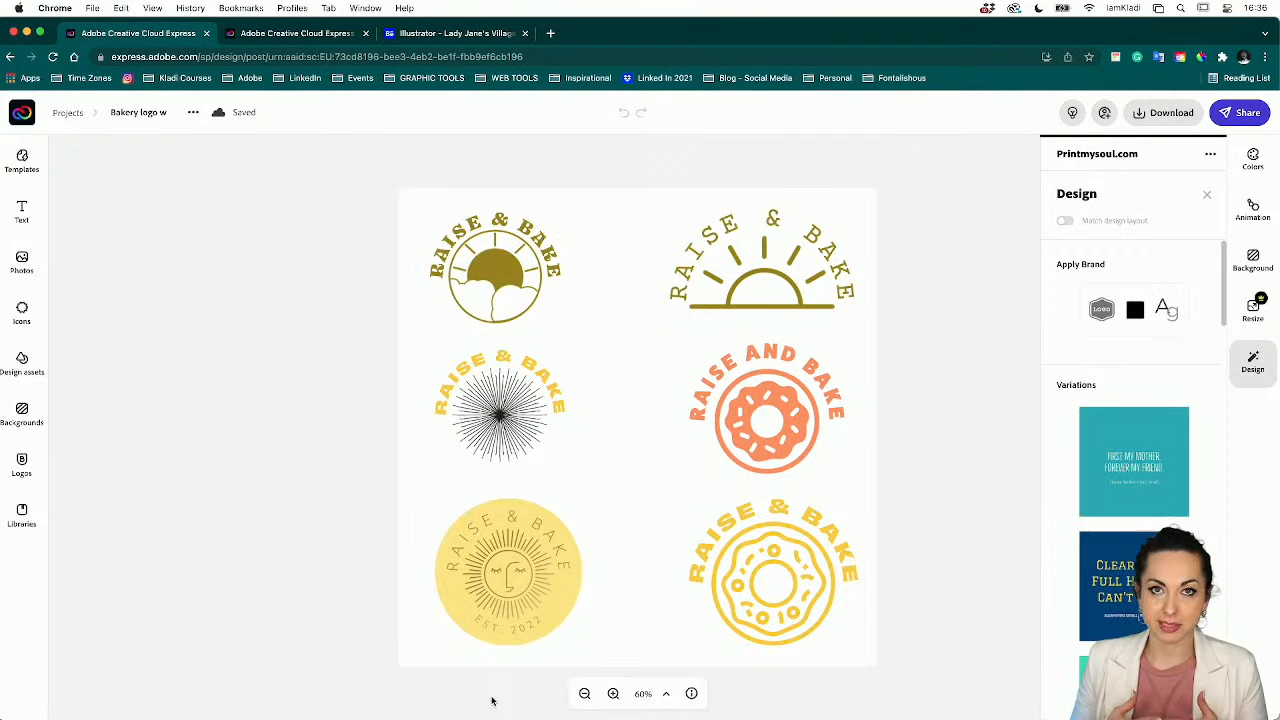 Chrome File Edit View History Bookmarks Profiles Tab Window Help
IamKladi 16:36
Adobe Creative Cloud Express
Adobe Creative Cloud Express
Illustrator - Lady Jane's Village
express.adobe.com/sp/design/post/urn:aaid:sc:EU:73cd8196-bee3-4eb2-be1f-fbb9ef6cb196
Apps Time Zones Kladi Courses Adobe LinkedIn Events GRAPHIC TOOLS WEB TOOLS Inspirational Linked In 2021 Blog - Social Media Personal Fontalishous Reading List
Projects Bakery logo w Saved
Download Share
Templates
Text
Photos
Icons
Design assets
Backgrounds
Logos
Libraries
RAISE & BAKE
RAISE & BAKE
RAISE & BAKE
RAISE AND BAKE
RAISE & BAKE
EST. 2022
RAISE & BAKE
60%
Printmysoul.com
Design
Match design layout
Apply Brand
LOGO
Ag
Variations
FIRST MY MOTHER,
FOREVER MY FRIEND.
CLEAR
FULL H
CAN'T
Colors
Animation
Background
Resize
Design